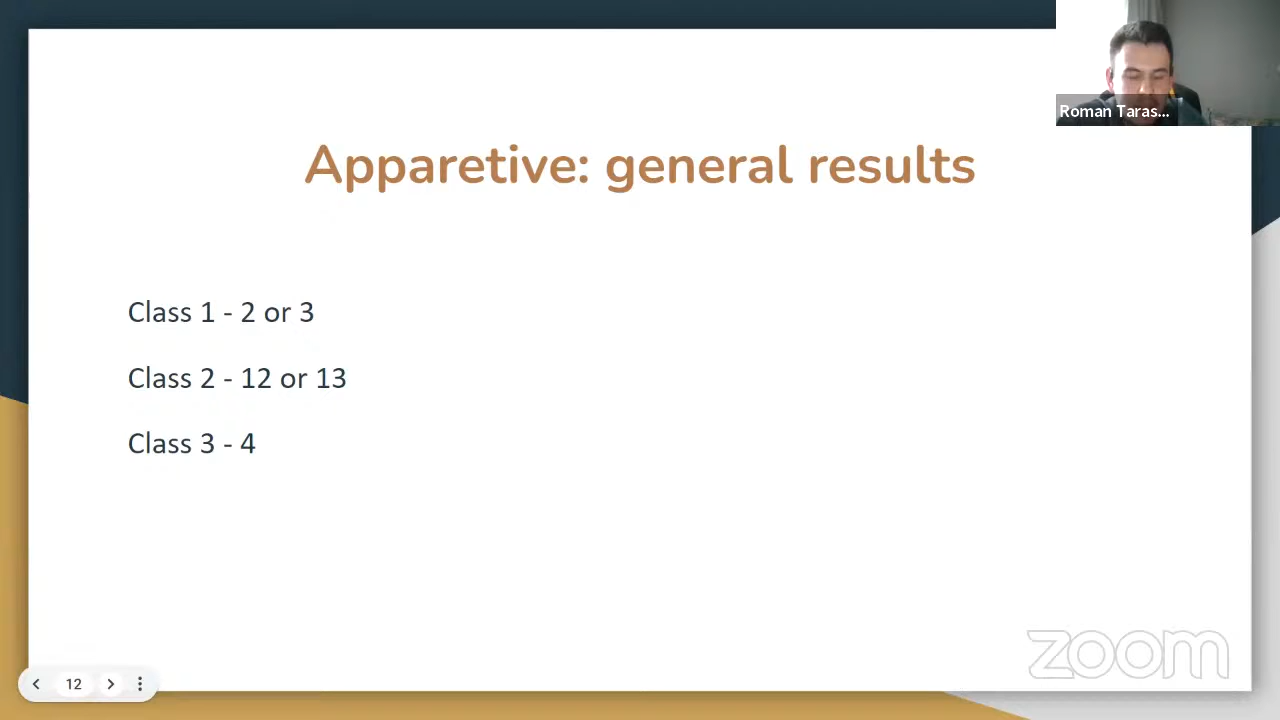 Roman Taras...
Apparetive: general results
Class 1 - 2 or 3
Class 2 - 12 or 13
Class 3 - 4
zoom
12